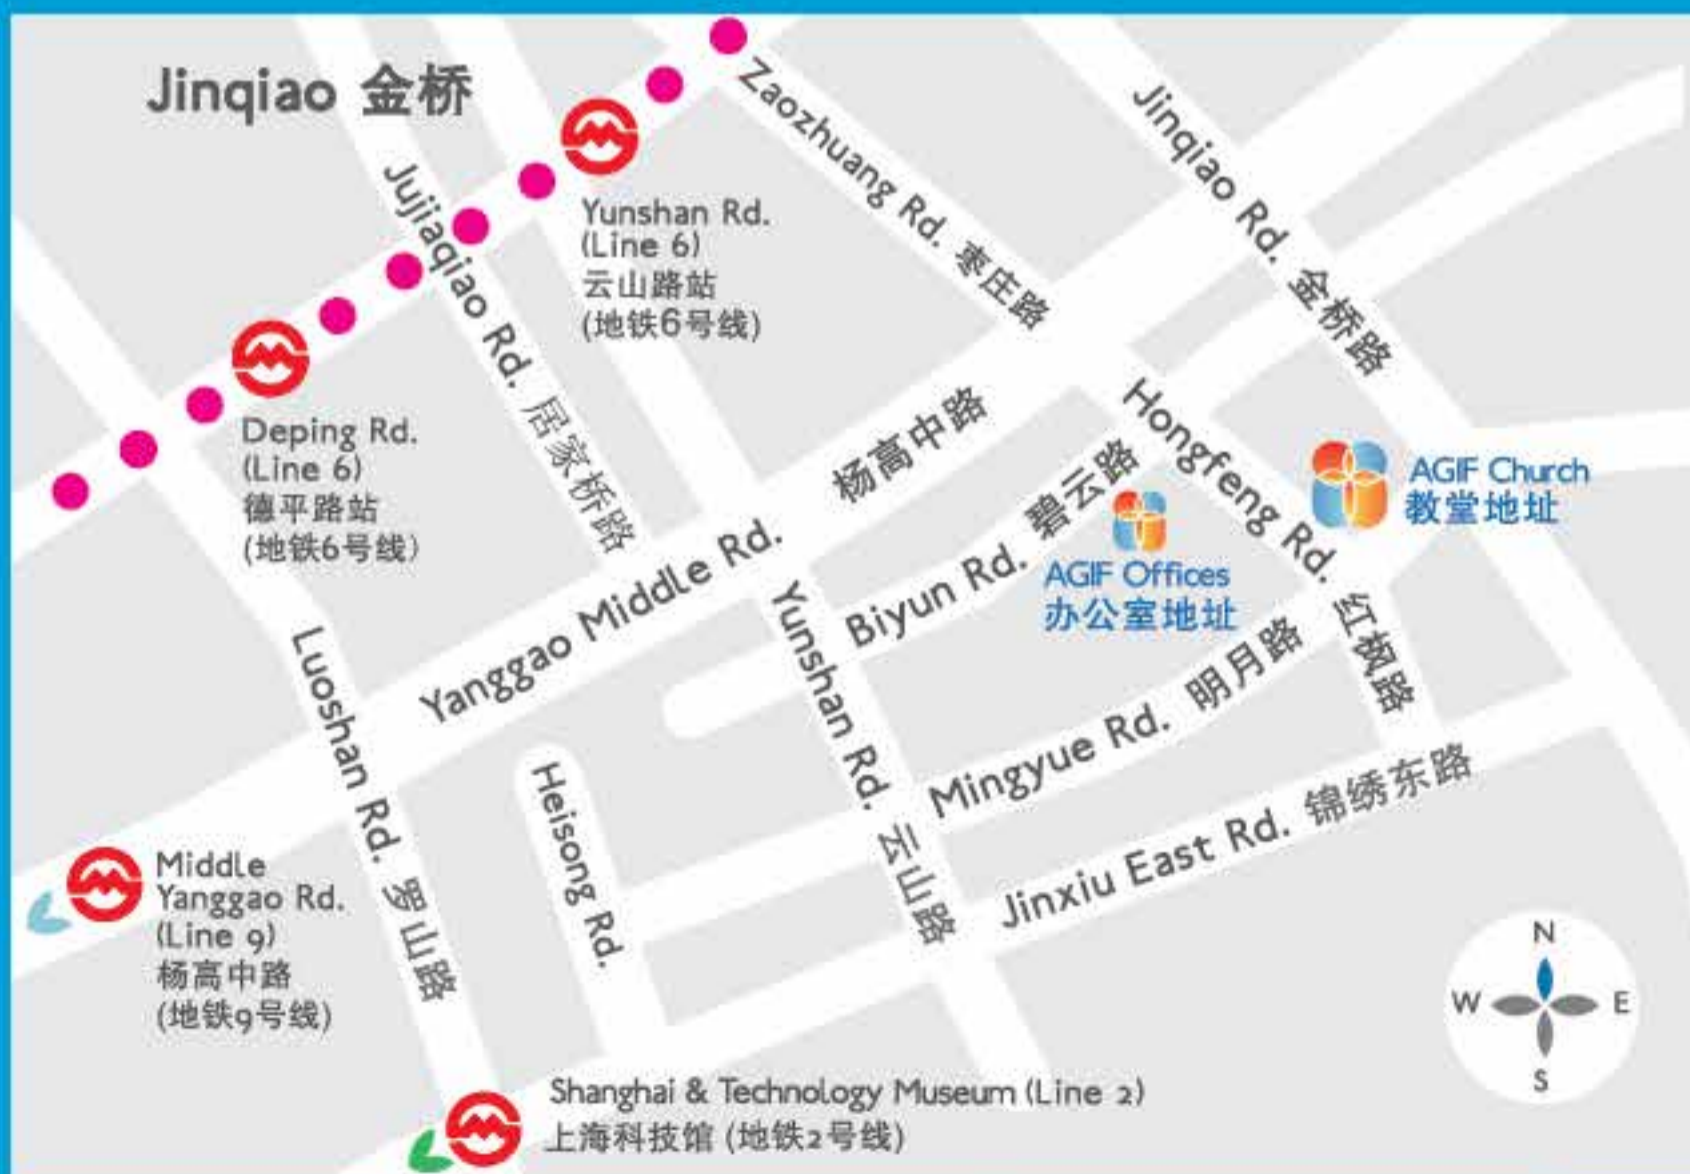 Jinqiao 金桥
Zaozhuang Rd. 枣庄路
Jinqiao Rd. 金桥路
Jujiaqiao Rd. 居家桥路
Yunshan Rd.
(Line 6)
云山路站
(地铁6号线)
Deping Rd.
(Line 6)
德平路站
(地铁6号线)
Yanggao Middle Rd. 杨高中路
Hongfeng Rd. 红枫路
Biyun Rd. 碧云路
AGIF Church
教堂地址
AGIF Offices
办公室地址
Luoshan Rd. 罗山路
Yunshan Rd. 云山路
Mingyue Rd. 明月路
Heisong Rd.
Jinxiu East Rd. 锦绣东路
Middle
Yanggao Rd.
(Line 9)
杨高中路
(地铁9号线)
N
W
E
S
Shanghai & Technology Museum (Line 2)
上海科技馆 (地铁2号线)